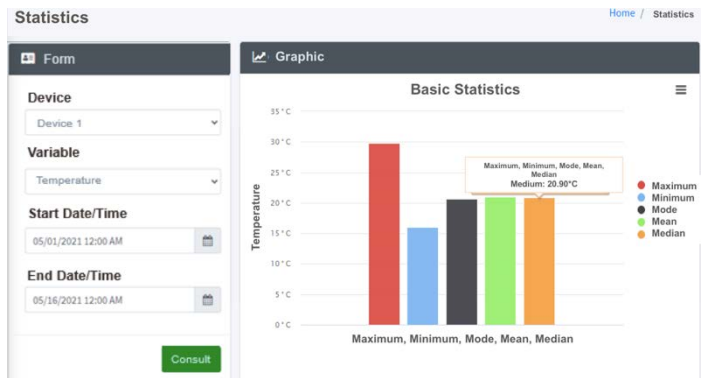 Statistics
Home / Statistics
Form
Device
Device 1
Variable
Temperature
Start Date/Time
05/01/2021 12:00 AM
End Date/Time
05/16/2021 12:00 AM
Consult
Graphic
Basic Statistics
35°C
30°C
25°C
20°C
15°C
10°C
5°C
0°C
Temperature
Maximum, Minimum, Mode, Mean,
Median
Medium: 20.90°C
Maximum
Minimum
Mode
Mean
Median
Maximum, Minimum, Mode, Mean, Median